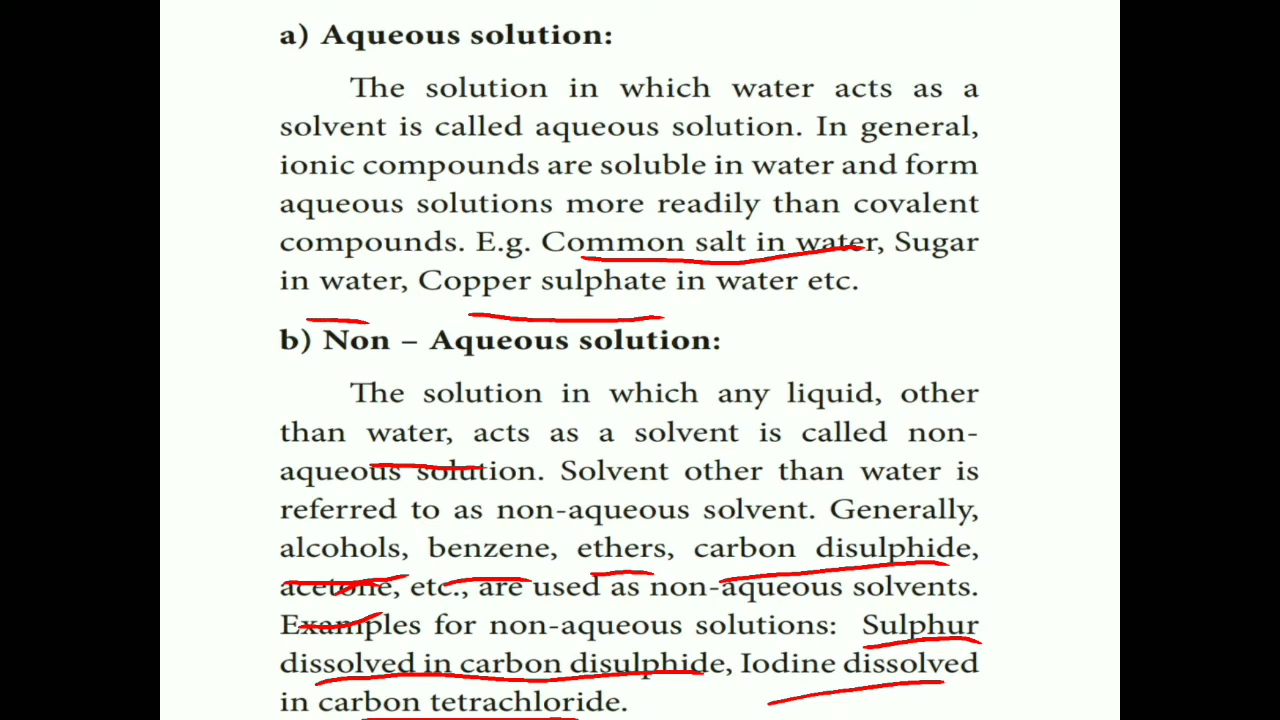 a) Aqueous solution:
The solution in which water acts as a
solvent is called aqueous solution. In general,
ionic compounds are soluble in water and form
aqueous solutions more readily than covalent
compounds. E.g. Common salt in water, Sugar
in water, Copper sulphate in water etc.
b) Non – Aqueous solution:
The solution in which any liquid, other
than water, acts as a solvent is called non-
aqueous solution. Solvent other than water is
referred to as non-aqueous solvent. Generally,
alcohols, benzene, ethers, carbon disulphide,
acetone, etc., are used as non-aqueous solvents.
Examples for non-aqueous solutions: Sulphur
dissolved in carbon disulphide, Iodine dissolved
in carbon tetrachloride.